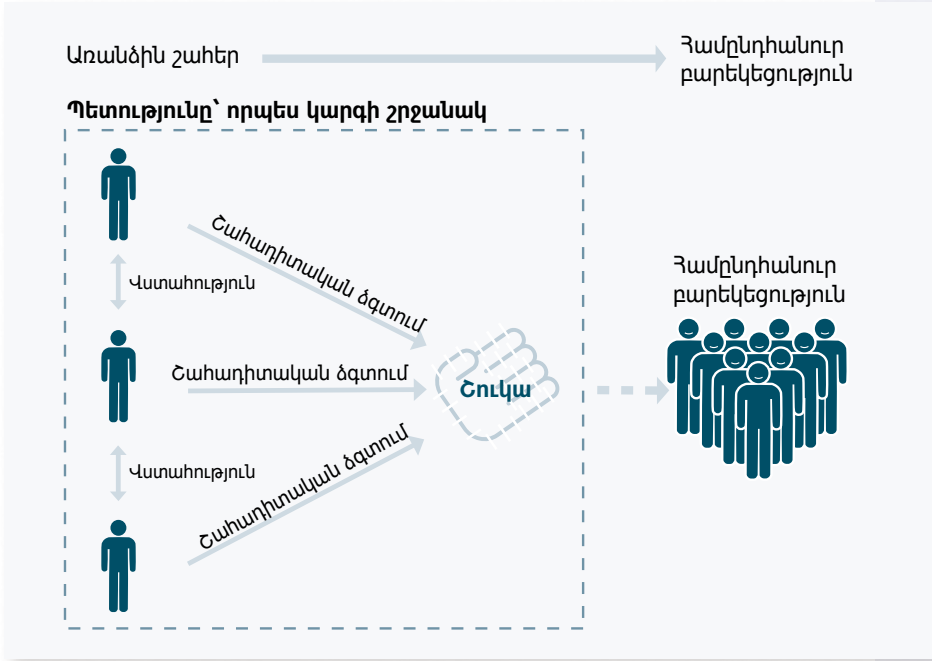 Առանձին շահեր
Համընդհանուր
բարեկեցություն
Պետությունը՝ որպես կարգի շրջանակ
Շահադիտական ձգտում
Վստահություն
Շահադիտական ձգտում
Շուկա
Համընդհանուր
բարեկեցություն
Վստահություն
Շահադիտական ձգտում